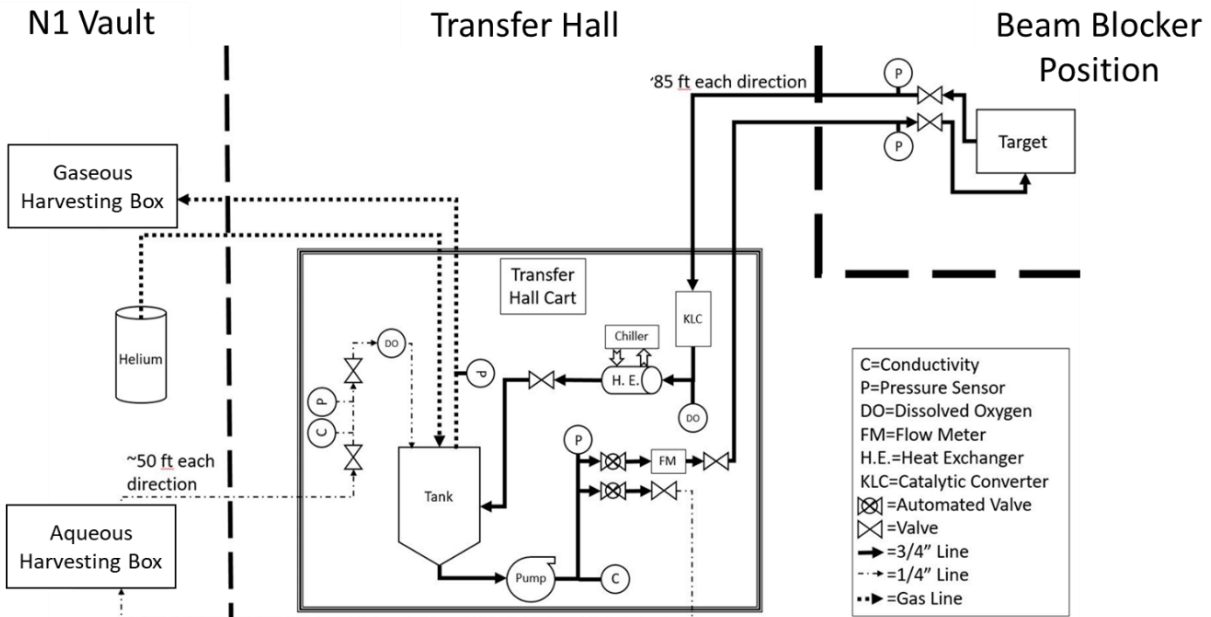 N1 Vault
Transfer Hall
Beam Blocker
Position
~85 ft each direction
P
P
Target
Gaseous
Harvesting Box
Helium
Transfer
Hall Cart
KLC
Chiller
H. E.
DO
DO
P
P
C
P
FM
Tank
Pump
C
~50 ft each
direction
Aqueous
Harvesting Box
C=Conductivity
P=Pressure Sensor
DO=Dissolved Oxygen
FM=Flow Meter
H.E.=Heat Exchanger
KLC=Catalytic Converter
=Automated Valve
=Valve
=3/4” Line
=1/4” Line
=Gas Line